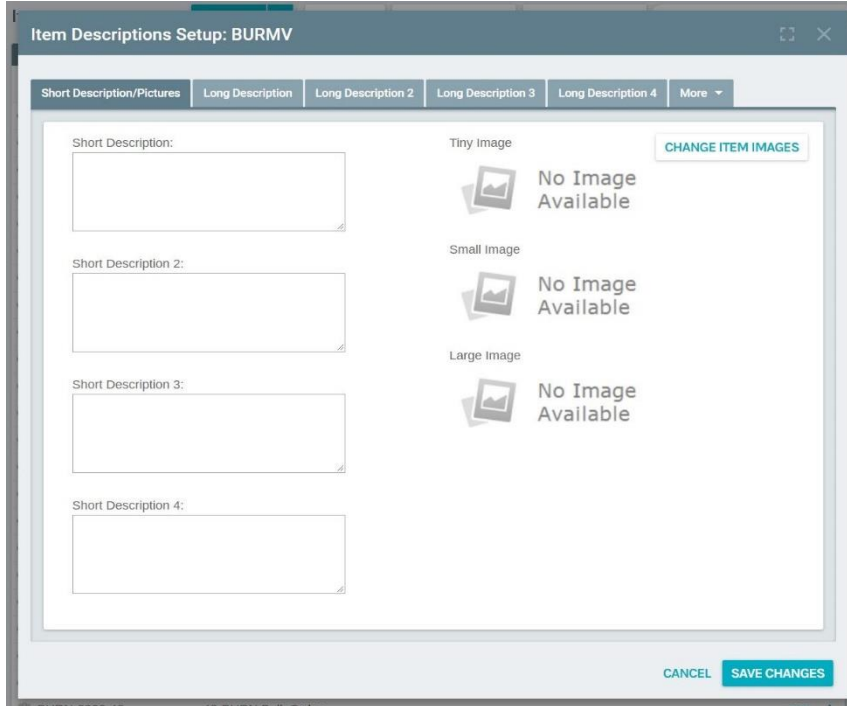 Item Descriptions Setup: BURMV
Short Description/Pictures
Long Description
Long Description 2
Long Description 3
Long Description 4
More
Short Description:
Tiny Image
CHANGE ITEM IMAGES
No Image
Available
Short Description 2:
Small Image
No Image
Available
Short Description 3:
Large Image
No Image
Available
Short Description 4:
CANCEL
SAVE CHANGES